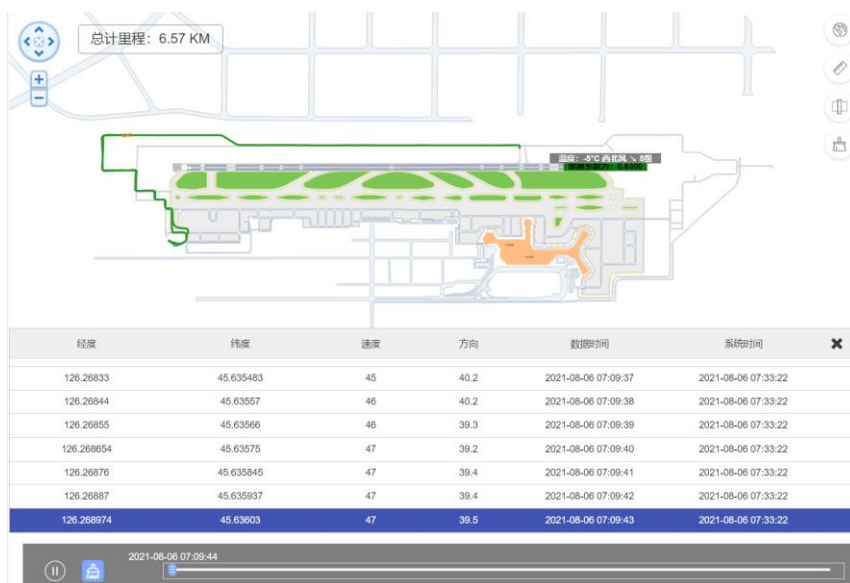 总计里程：6.57 KM
温度：-5°C 西北风 ↘ 5级
经度 纬度 速度 方向 数据时间 系统时间
126.26833 45.635483 45 40.2 2021-08-06 07:09:37 2021-08-06 07:33:22
126.26844 45.63557 46 40.2 2021-08-06 07:09:38 2021-08-06 07:33:22
126.26855 45.63566 46 39.3 2021-08-06 07:09:39 2021-08-06 07:33:22
126.268654 45.63575 47 39.2 2021-08-06 07:09:40 2021-08-06 07:33:22
126.26876 45.635845 47 39.4 2021-08-06 07:09:41 2021-08-06 07:33:22
126.26887 45.635937 47 39.4 2021-08-06 07:09:42 2021-08-06 07:33:22
126.268974 45.63603 47 39.5 2021-08-06 07:09:43 2021-08-06 07:33:22
2021-08-06 07:09:44